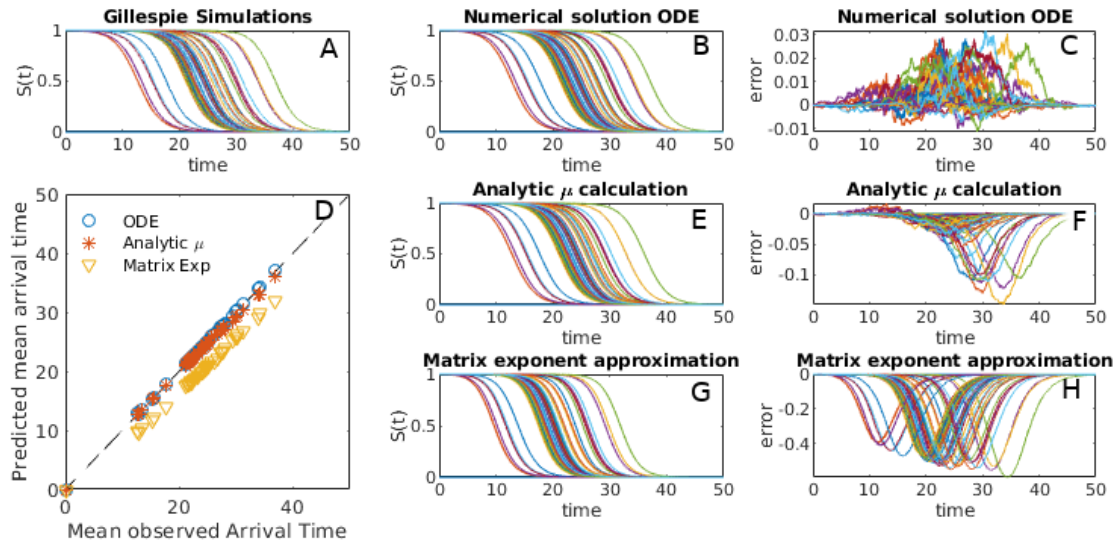 Gillespie Simulations
A
1
0.5
0
S(t)
0 10 20 30 40 50
time
Numerical solution ODE
B
1
0.5
0
S(t)
0 10 20 30 40 50
time
Numerical solution ODE
C
0.03
0.02
0.01
0
-0.01
error
0 10 20 30 40 50
time
D
50
40
30
20
10
0
Predicted mean arrival time
ODE
Analytic μ
Matrix Exp
0 20 40
Mean observed Arrival Time
Analytic μ calculation
E
1
0.5
0
S(t)
0 10 20 30 40 50
time
Analytic μ calculation
F
0
-0.05
-0.1
error
0 10 20 30 40 50
time
Matrix exponent approximation
G
1
0.5
0
S(t)
0 10 20 30 40 50
time
Matrix exponent approximation
H
0
-0.2
-0.4
error
0 10 20 30 40 50
time